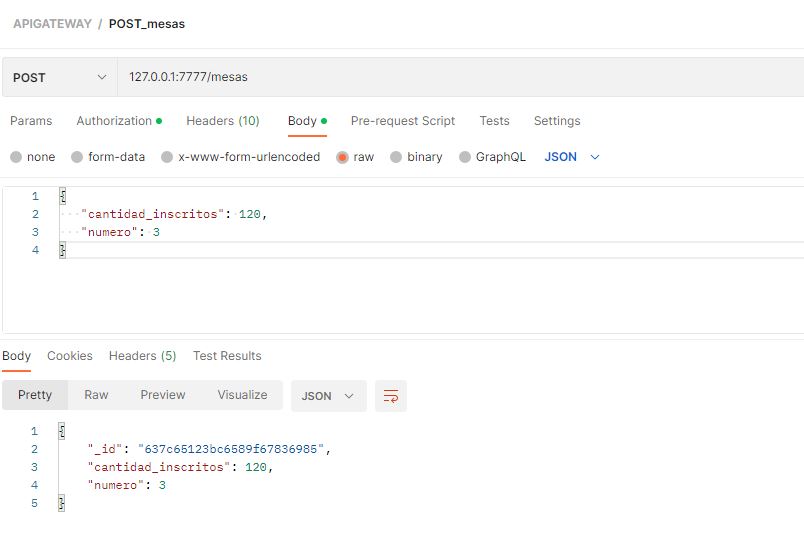 APIGATEWAY / POST_mesas
POST 127.0.0.1:7777/mesas
Params Authorization Headers (10) Body Pre-request Script Tests Settings
none form-data x-www-form-urlencoded raw binary GraphQL JSON
1 {
2 "cantidad_inscritos": 120,
3 "numero": 3
4 }
Body Cookies Headers (5) Test Results
Pretty Raw Preview Visualize JSON
1 {
2 "_id": "637c65123bc6589f67836985",
3 "cantidad_inscritos": 120,
4 "numero": 3
5 }